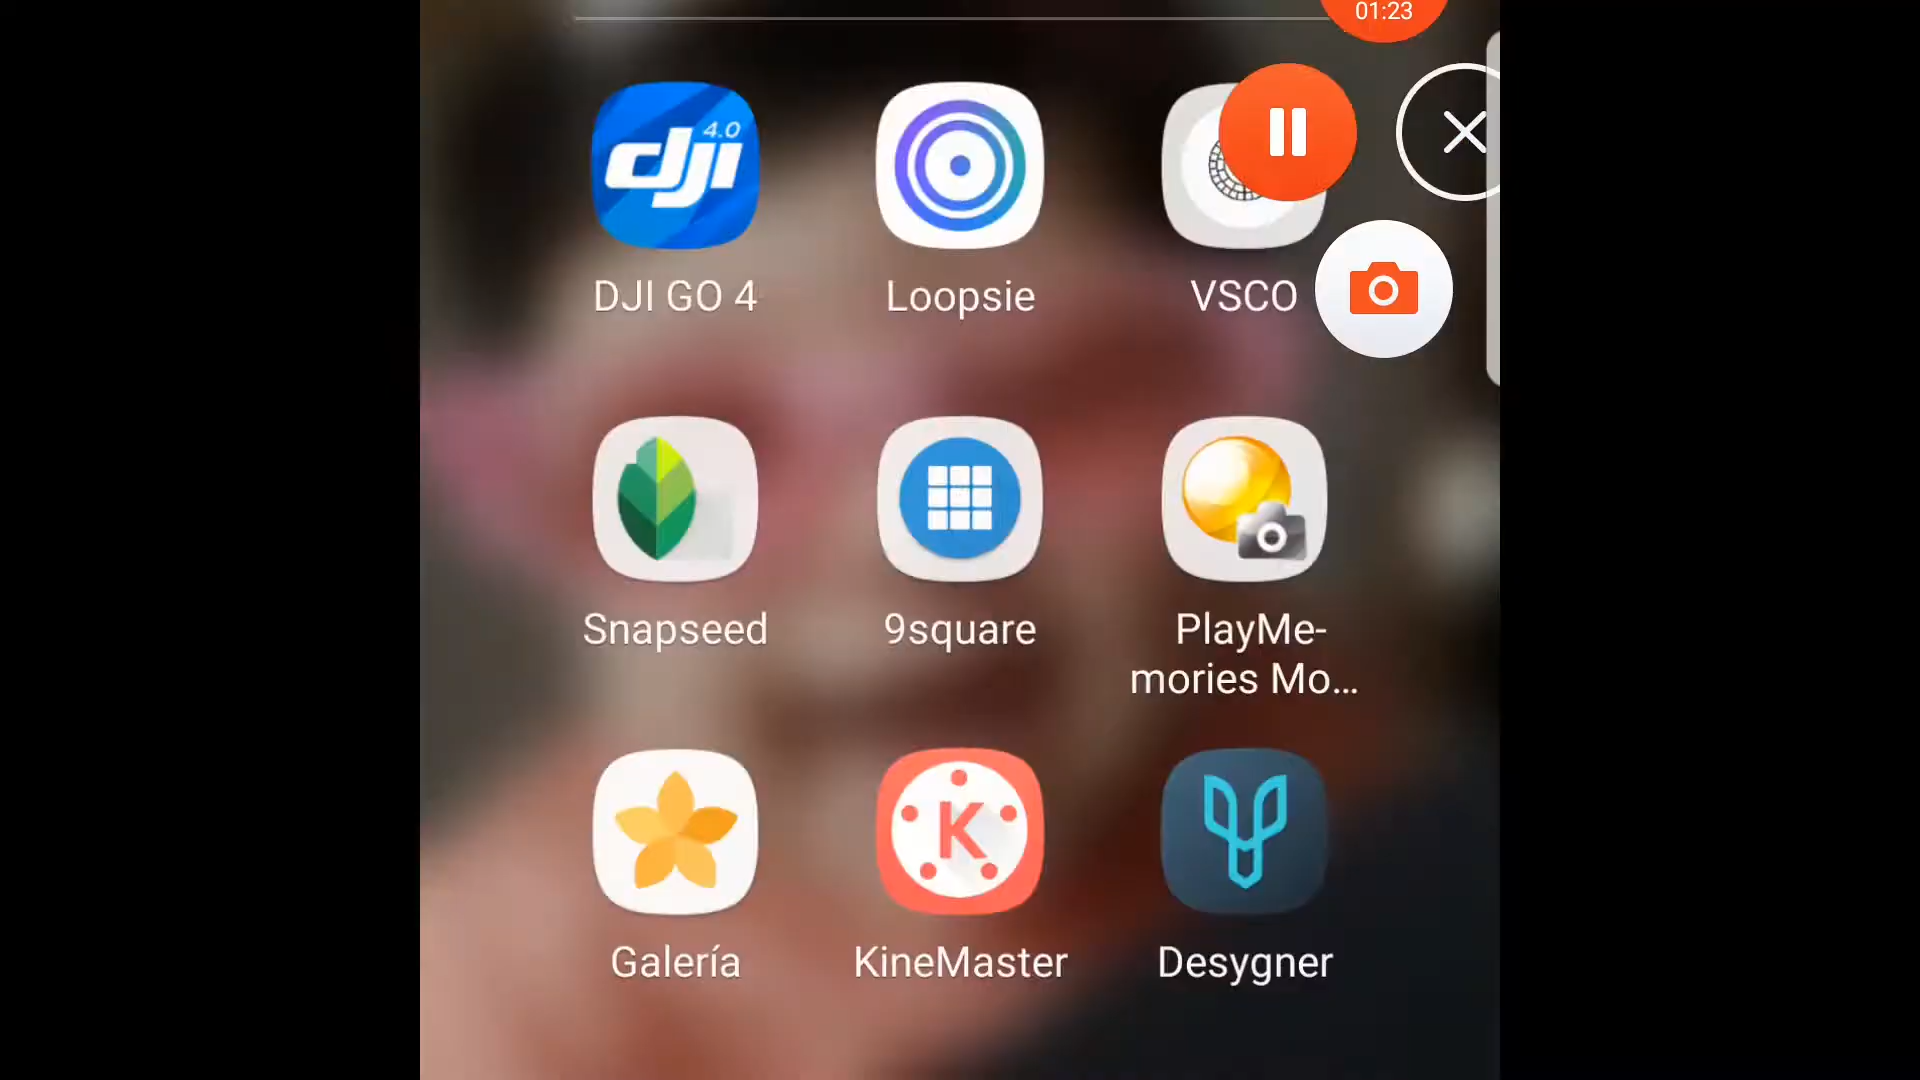 01:23
4.0
dji
DJI GO 4
Loopsie
VSCO
Snapseed
9square
PlayMe-
mories Mo...
K
Galería
KineMaster
Desygner